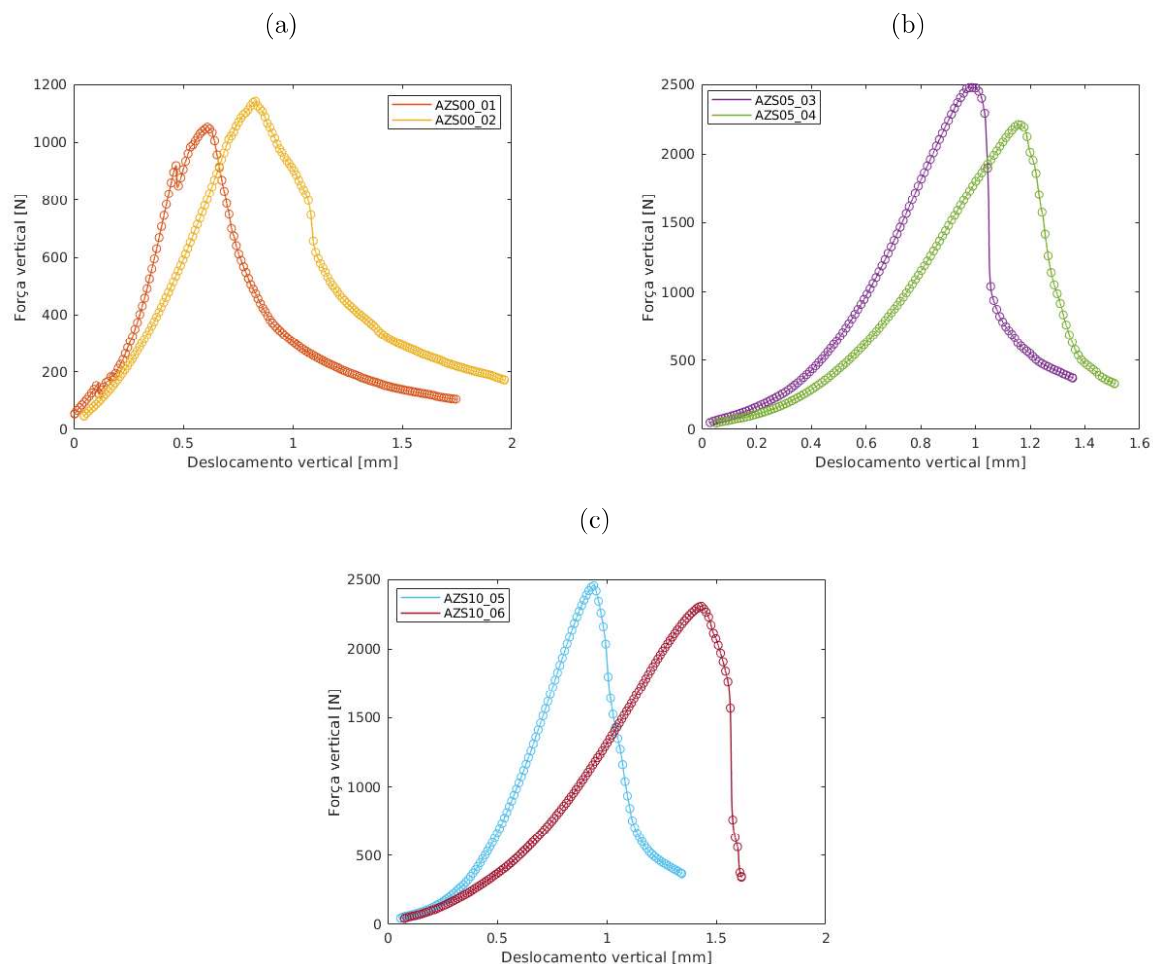 (a)
1200
1000
800
600
400
200
0
0
0.5
1
1.5
2
Força vertical [N]
Deslocamento vertical [mm]
AZS00_01
AZS00_02
(b)
2500
2000
1500
1000
500
0
0
0.2
0.4
0.6
0.8
1
1.2
1.4
1.6
Força vertical [N]
Deslocamento vertical [mm]
AZS05_03
AZS05_04
(c)
2500
2000
1500
1000
500
0
0
0.5
1
1.5
2
Força vertical [N]
Deslocamento vertical [mm]
AZS10_05
AZS10_06